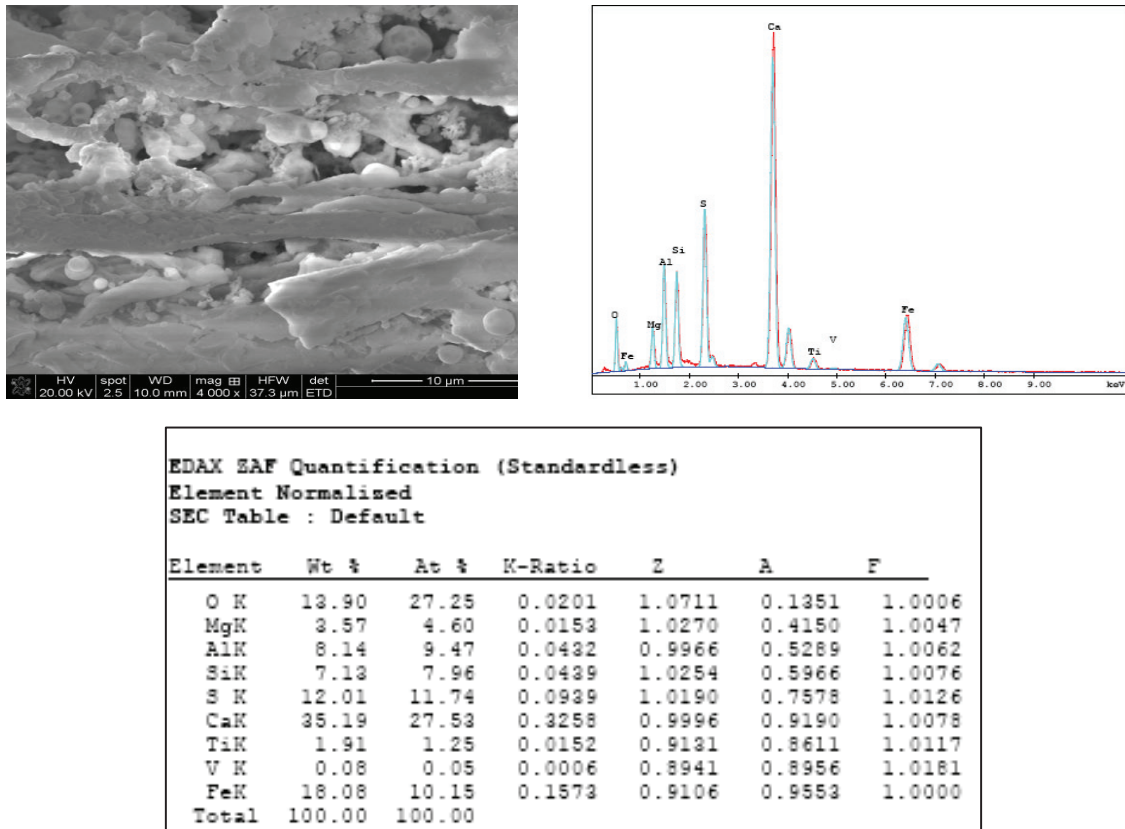 HV spot WD mag HFW det
20.00 kV 2.5 10.0 mm 4 000 x 37.3 µm ETD
10 µm
Ca
S
Si
Al
O
Mg
Fe
Fe
V
Ti
1.00 2.00 3.00 4.00 5.00 6.00 7.00 8.00 9.00 keV
EDAX ZAF Quantification (Standardless)
Element Normalised
SEC Table : Default
Element Wt % At % K-Ratio Z A F
O K 13.90 27.25 0.0201 1.0711 0.1351 1.0006
MgK 3.57 4.60 0.0153 1.0270 0.4150 1.0047
AlK 8.14 9.47 0.0432 0.9966 0.5289 1.0062
SiK 7.13 7.96 0.0439 1.0254 0.5966 1.0076
S K 12.01 11.74 0.0939 1.0190 0.7578 1.0126
CaK 35.19 27.53 0.3258 0.9996 0.9190 1.0078
TiK 1.91 1.25 0.0152 0.9131 0.8611 1.0117
V K 0.08 0.05 0.0006 0.8941 0.8956 1.0181
FeK 18.08 10.15 0.1573 0.9106 0.9553 1.0000
Total 100.00 100.00